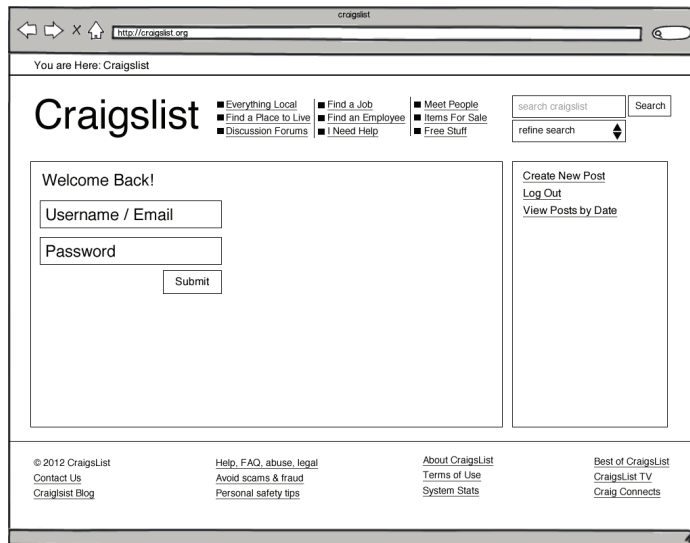 craigslist
http://craigslist.org
You are Here: Craigslist
Craigslist
Everything Local
Find a Place to Live
Discussion Forums
Find a Job
Find an Employee
I Need Help
Meet People
Items For Sale
Free Stuff
search craigslist
Search
refine search
Welcome Back!
Username / Email
Password
Submit
Create New Post
Log Out
View Posts by Date
© 2012 CraigsList
Contact Us
Craiglsist Blog
Help, FAQ, abuse, legal
Avoid scams & fraud
Personal safety tips
About CraigsList
Terms of Use
System Stats
Best of CraigsList
CraigsList TV
Craig Connects